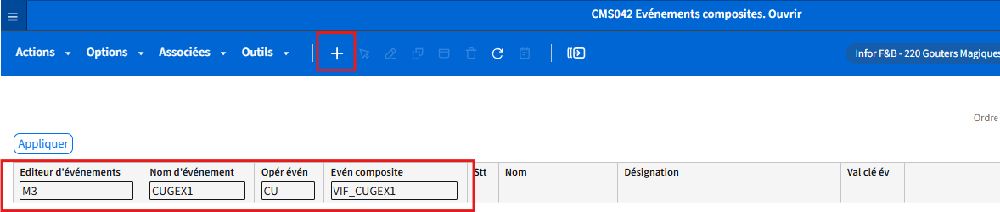 CMS042 Evénements composites. Ouvrir
Actions Options Associées Outils Infor F&B - 220 Gouters Magiques
Ordre
Appliquer
Editeur d'événements Nom d'événement Opér évén Evén composite Stt Nom Désignation Val clé év
M3 CUGEX1 CU VIF_CUGEX1